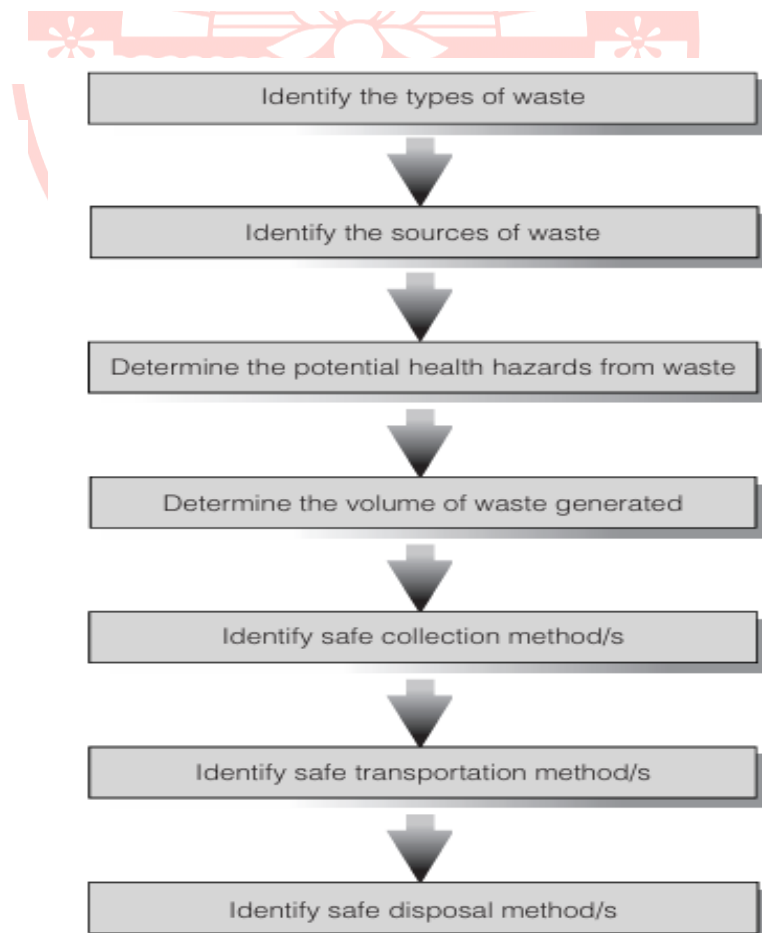 Identify the types of waste
Identify the sources of waste
Determine the potential health hazards from waste
Determine the volume of waste generated
Identify safe collection method/s
Identify safe transportation method/s
Identify safe disposal method/s